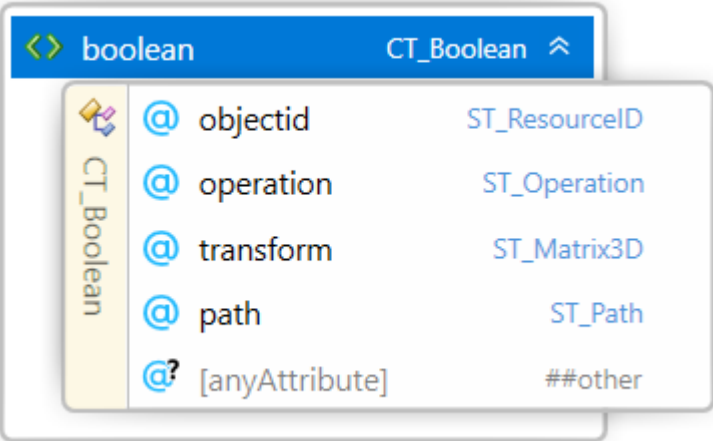 boolean CT_Boolean
CT_Boolean
@ objectid ST_ResourceID
@ operation ST_Operation
@ transform ST_Matrix3D
@ path ST_Path
@? [anyAttribute] ##other